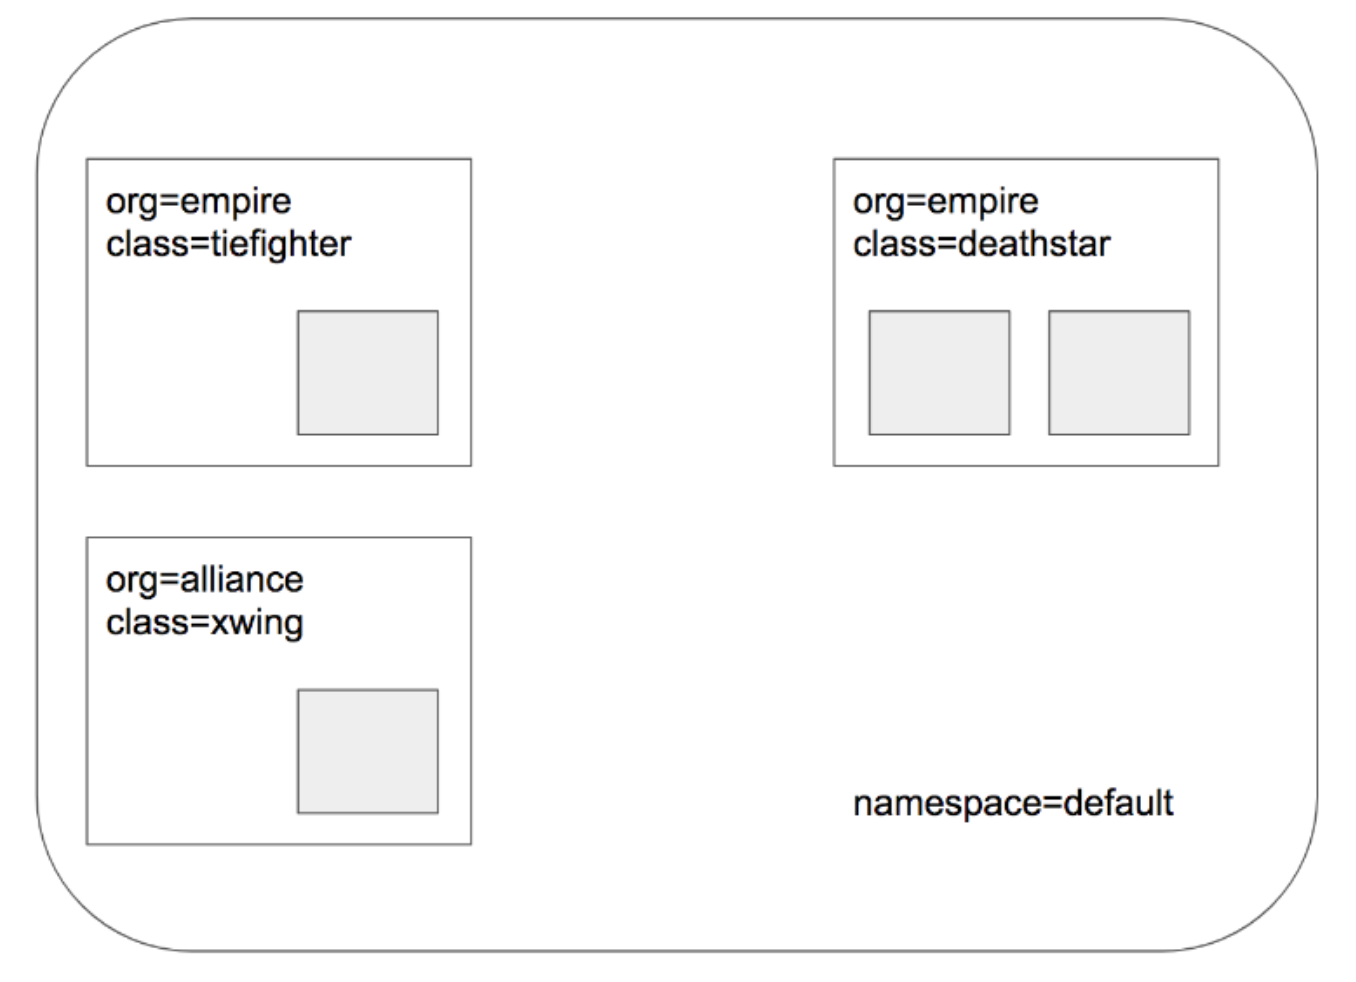 org=empire
class=tiefighter
org=empire
class=deathstar
org=alliance
class=xwing
namespace=default